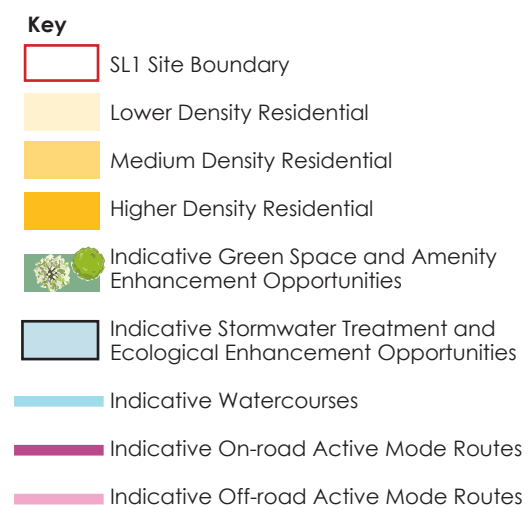 Key
SL1 Site Boundary
Lower Density Residential
Medium Density Residential
Higher Density Residential
Indicative Green Space and Amenity
Enhancement Opportunities
Indicative Stormwater Treatment and
Ecological Enhancement Opportunities
Indicative Watercourses
Indicative On-road Active Mode Routes
Indicative Off-road Active Mode Routes